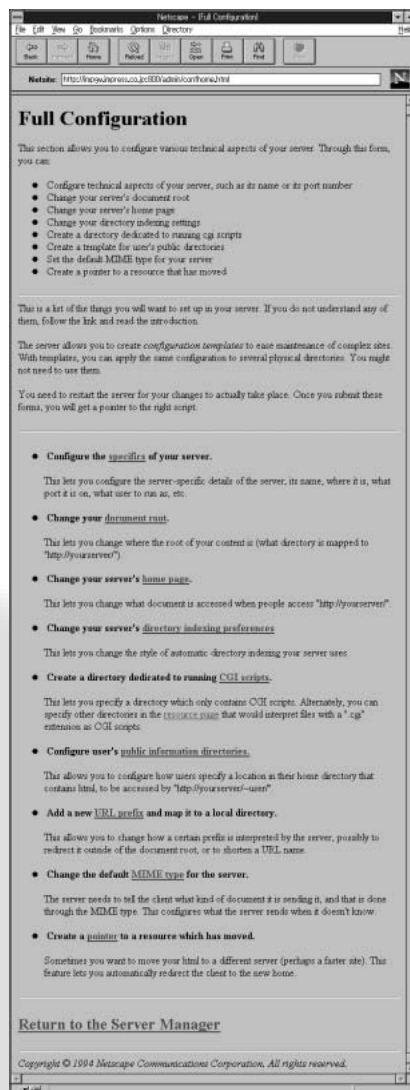 Netscape - [Full Configuration]
File Edit View Go Bookmarks Options Directory Help
Back Home Reload Open Print Find
Netsite:
N
Full Configuration
This section allows you to configure various technical aspects of your server. Through this form,
you can:
Configure technical aspects of your server, such as its name or its port number
Change your server's document root
Change your server's home page
Change your directory indexing settings
Create a directory dedicated to running cgi scripts
Create a template for user's public directories
Set the default MIME type for your server
Create a pointer to a resource that has moved
This is a list of the things you will want to set up in your server. If you do not understand any of
them, follow the link and read the introduction.
The server allows you to create configuration templates to ease maintenance of complex sites.
With templates, you can apply the same configuration to several physical directories. You might
not need to use them.
You need to restart the server for your changes to actually take place. Once you submit these
forms, you will get a pointer to the right script.
Configure the specifics of your server.
This lets you configure the server-specific details of the server, its name, where it is, what
port it is on, what user to run as, etc.
Change your document root.
This lets you change where the root of your content is (what directory is mapped to
"http://yourserver/").
Change your server's home page.
This lets you change what document is accessed when people access "http://yourserver/"
Change your server's directory indexing preferences
This lets you change the style of automatic directory indexing your server uses.
Create a directory dedicated to running CGI scripts.
This lets you specify a directory which only contains CGI scripts. Alternately, you can
specify other directories in the resource page that would interpret files with a ".cgi"
extension as CGI scripts.
Configure user's public information directories.
This allows you to configure how users specify a location in their home directory that
contains html, to be accessed by "http://yourserver/~user/"
Add a new URL prefix and map it to a local directory.
This allows you to change how a certain prefix is interpreted by the server, possibly to
redirect it outside of the document root, or to shorten a URL name.
Change the default MIME type for the server.
The server needs to tell the client what kind of document it is sending it, and that is done
through the MIME type. This configures what the server sends when it doesn't know.
Create a pointer to a resource which has moved.
Sometimes you want to move your html to a different server (perhaps a faster site). This
feature lets you automatically redirect the client to the new home.
Return to the Server Manager
Copyright © 1994 Netscape Communications Corporation. All rights reserved.